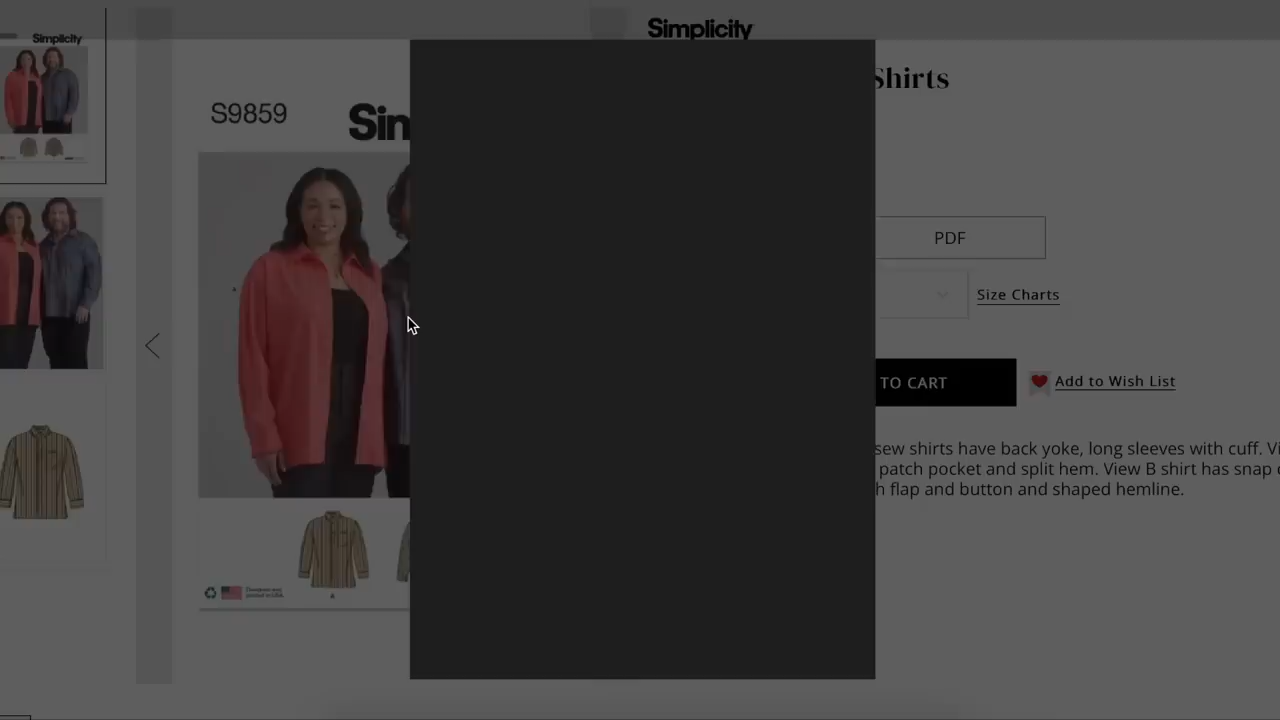 Simplicity
Simplicity
Shirts
S9859
Sin
PDF
Size Charts
TO CART
Add to Wish List
sew shirts have back yoke, long sleeves with cuff. Vi
patch pocket and split hem. View B shirt has snap c
h flap and button and shaped hemline.